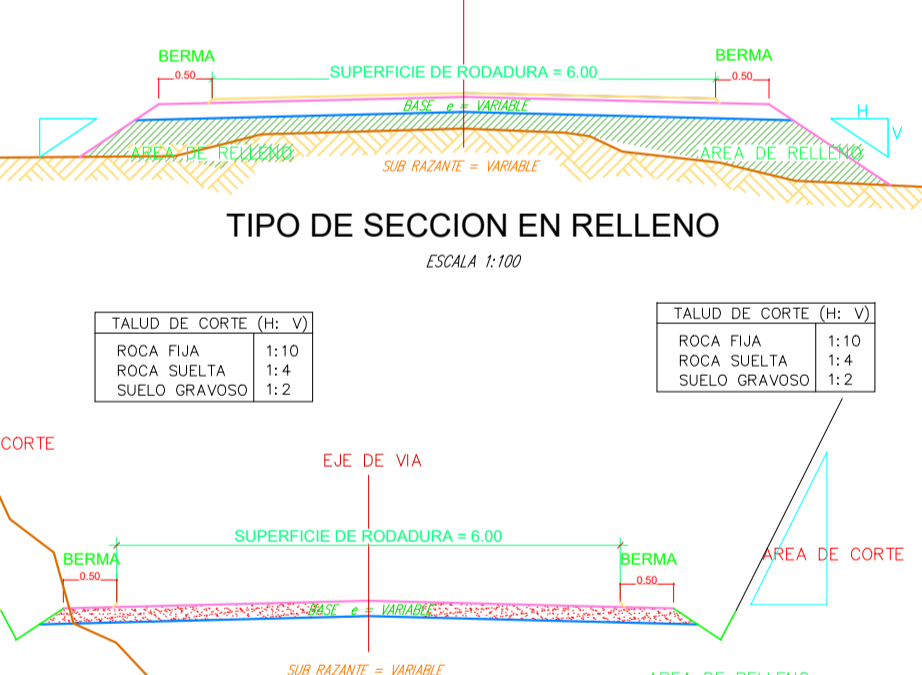 BERMA
0.50
SUPERFICIE DE RODADURA = 6.00
BERMA
0.50
BASE e = VARIABLE
H
V
AREA DE RELLENO
AREA DE RELLENO
SUB RAZANTE = VARIABLE
TIPO DE SECCION EN RELLENO
ESCALA 1:100
TALUD DE CORTE (H: V)
ROCA FIJA 1:10
ROCA SUELTA 1:4
SUELO GRAVOSO 1:2
TALUD DE CORTE (H: V)
ROCA FIJA 1:10
ROCA SUELTA 1:4
SUELO GRAVOSO 1:2
CORTE
EJE DE VIA
SUPERFICIE DE RODADURA = 6.00
BERMA
0.50
BERMA
0.50
AREA DE CORTE
BASE e = VARIABLE
SUB RAZANTE = VARIABLE
AREA DE RELLENO